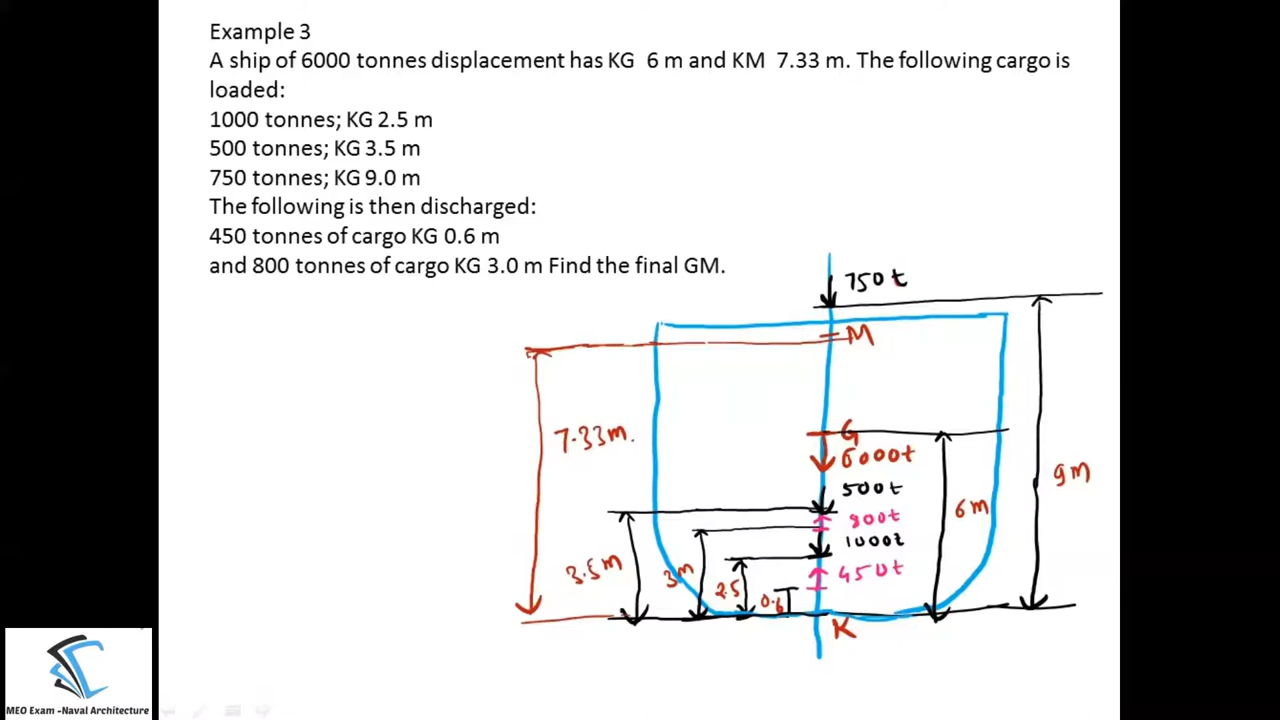 Example 3
A ship of 6000 tonnes displacement has KG 6 m and KM 7.33 m. The following cargo is
loaded:
1000 tonnes; KG 2.5 m
500 tonnes; KG 3.5 m
750 tonnes; KG 9.0 m
The following is then discharged:
450 tonnes of cargo KG 0.6 m
and 800 tonnes of cargo KG 3.0 m Find the final GM.
750t
M
G
7.33m.
6000t
9m
500t
6m
800t
1000t
3.5m
3m
450t
2.5
0.6
K
MEO Exam -Naval Architecture